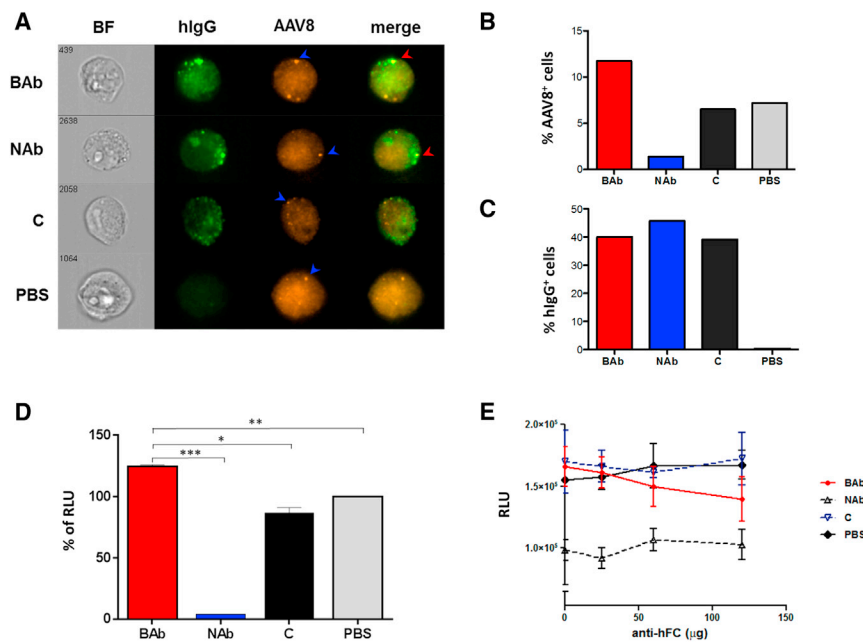 A
BF hIgG AAV8 merge
BAb
439
NAb
2638
C
2058
PBS
1064
B
% AAV8⁺ cells
15
10
5
0
BAb NAb C PBS
C
% hIgG⁺ cells
50
40
30
20
10
0
BAb NAb C PBS
D
% of RLU
150
100
50
0
**
*
***
BAb NAb C PBS
E
RLU
2.0×10⁵
1.5×10⁵
1.0×10⁵
0 50 100 150
anti-hFC (µg)
BAb
NAb
C
PBS